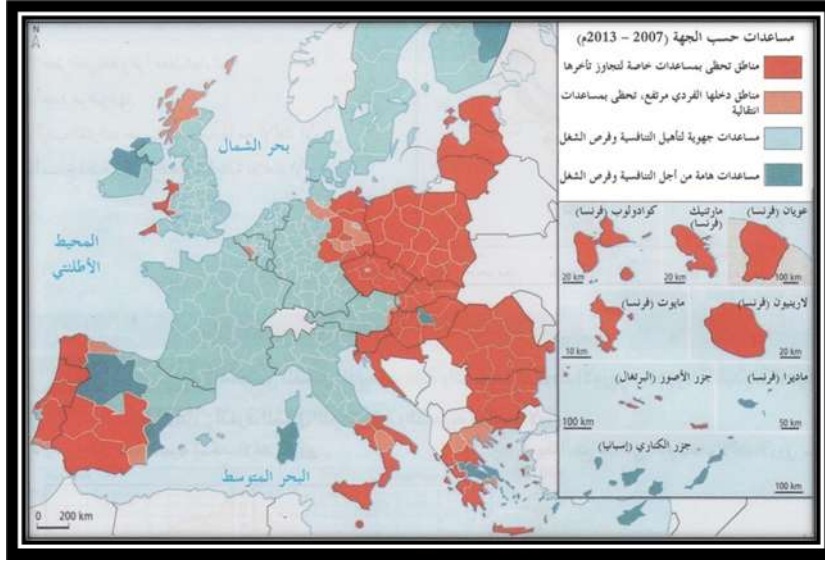 مساعدات حسب الجهة (2007 – 2013م)
مناطق تحظى بمساعدات خاصة لتجاوز تأخرها
مناطق دخلها الفردي مرتفع، تحظى بمساعدات
انتقالية
مساعدات جهوية لتأهيل التنافسية وفرص الشغل
مساعدات هامة من أجل التنافسية وفرص الشغل
N
بحر الشمال
المحيط
الأطلنتي
البحر المتوسط
0 200 km
غويان (فرنسا)
100 km
مارتنيك
(فرنسا)
20 km
كوادولوب (فرنسا)
20 km
لارينيون (فرنسا)
20 km
مايوت (فرنسا)
10 km
ماديرا (فرنسا)
50 km
جزر الأصور (البرتغال)
100 km
جزر الكناري (إسبانيا)
100 km